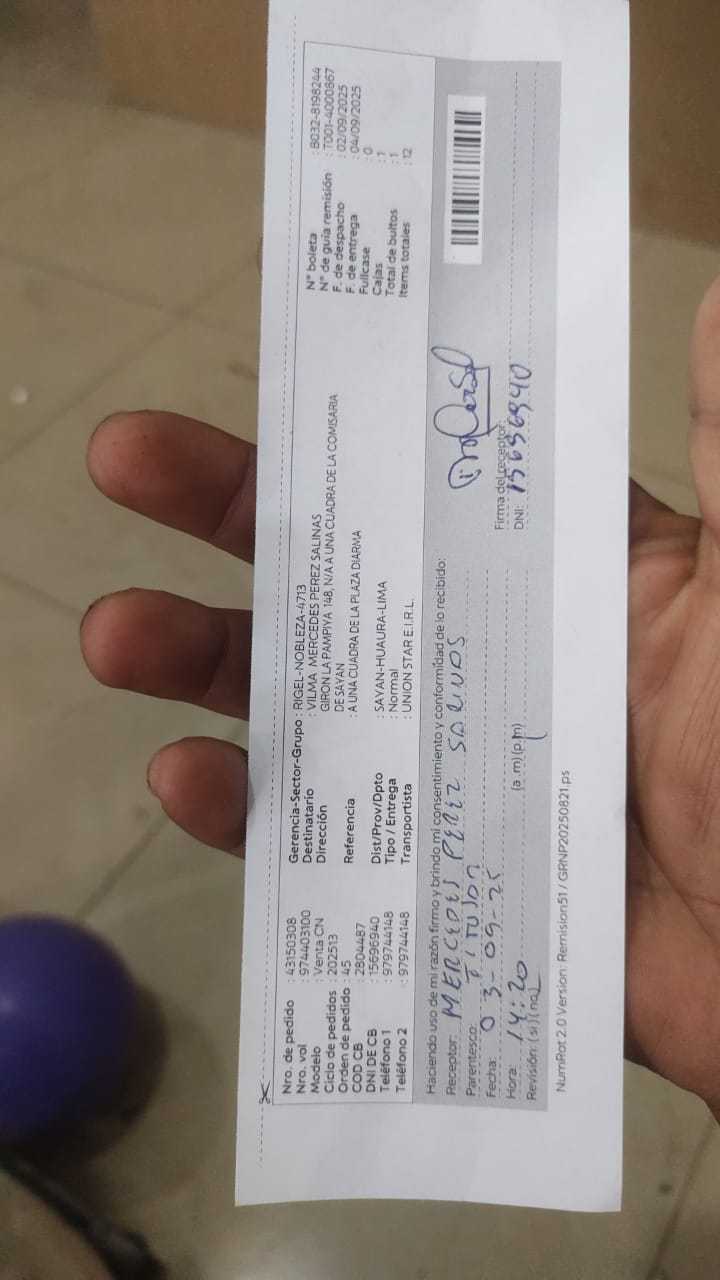 Nro. de pedido : 43150308
Nro. vol : 974403100
Modelo : Venta CN
Ciclo de pedidos : 202513
Orden de pedido : 45
COD CB : 2804487
DNI DE CB : 15696940
Teléfono 1 : 979744148
Teléfono 2 : 979744148
Gerencia-Sector-Grupo : RIGEL-NOBLEZA-4713
Destinatario : VILMA MERCEDES PEREZ SALINAS
Dirección GIRON LA PAMPIYA 148, N/A A UNA CUADRA DE LA COMISARIA
DE SAYAN
Referencia : A UNA CUADRA DE LA PLAZA DIARMA
Dist/Prov/Dpto : SAYAN-HUAURA-LIMA
Tipo / Entrega : Normal
Transportista : UNION STAR E.I.R.L.
N° boleta : B032-8198244
N° de guía remisión : T001-4000867
F. de despacho : 02/09/2025
F. de entrega : 04/09/2025
Fullcase : 0
Cajas : 1
Total de bultos : 1
Items totales : 12
Haciendo uso de mi razón firmo y brindo mi consentimiento y conformidad de lo recibido:
Receptor: MERCEDES PEREZ SALINAS
Parentesco: TITULAR
Fecha: 03-09-25
Hora: 14:20 (a.m)(p.m)
Revisión: (si)(no)
Firma del receptor:
DNI: 15696940
NumRot 2.0 Version: Remision51 / GRNP20250821.ps